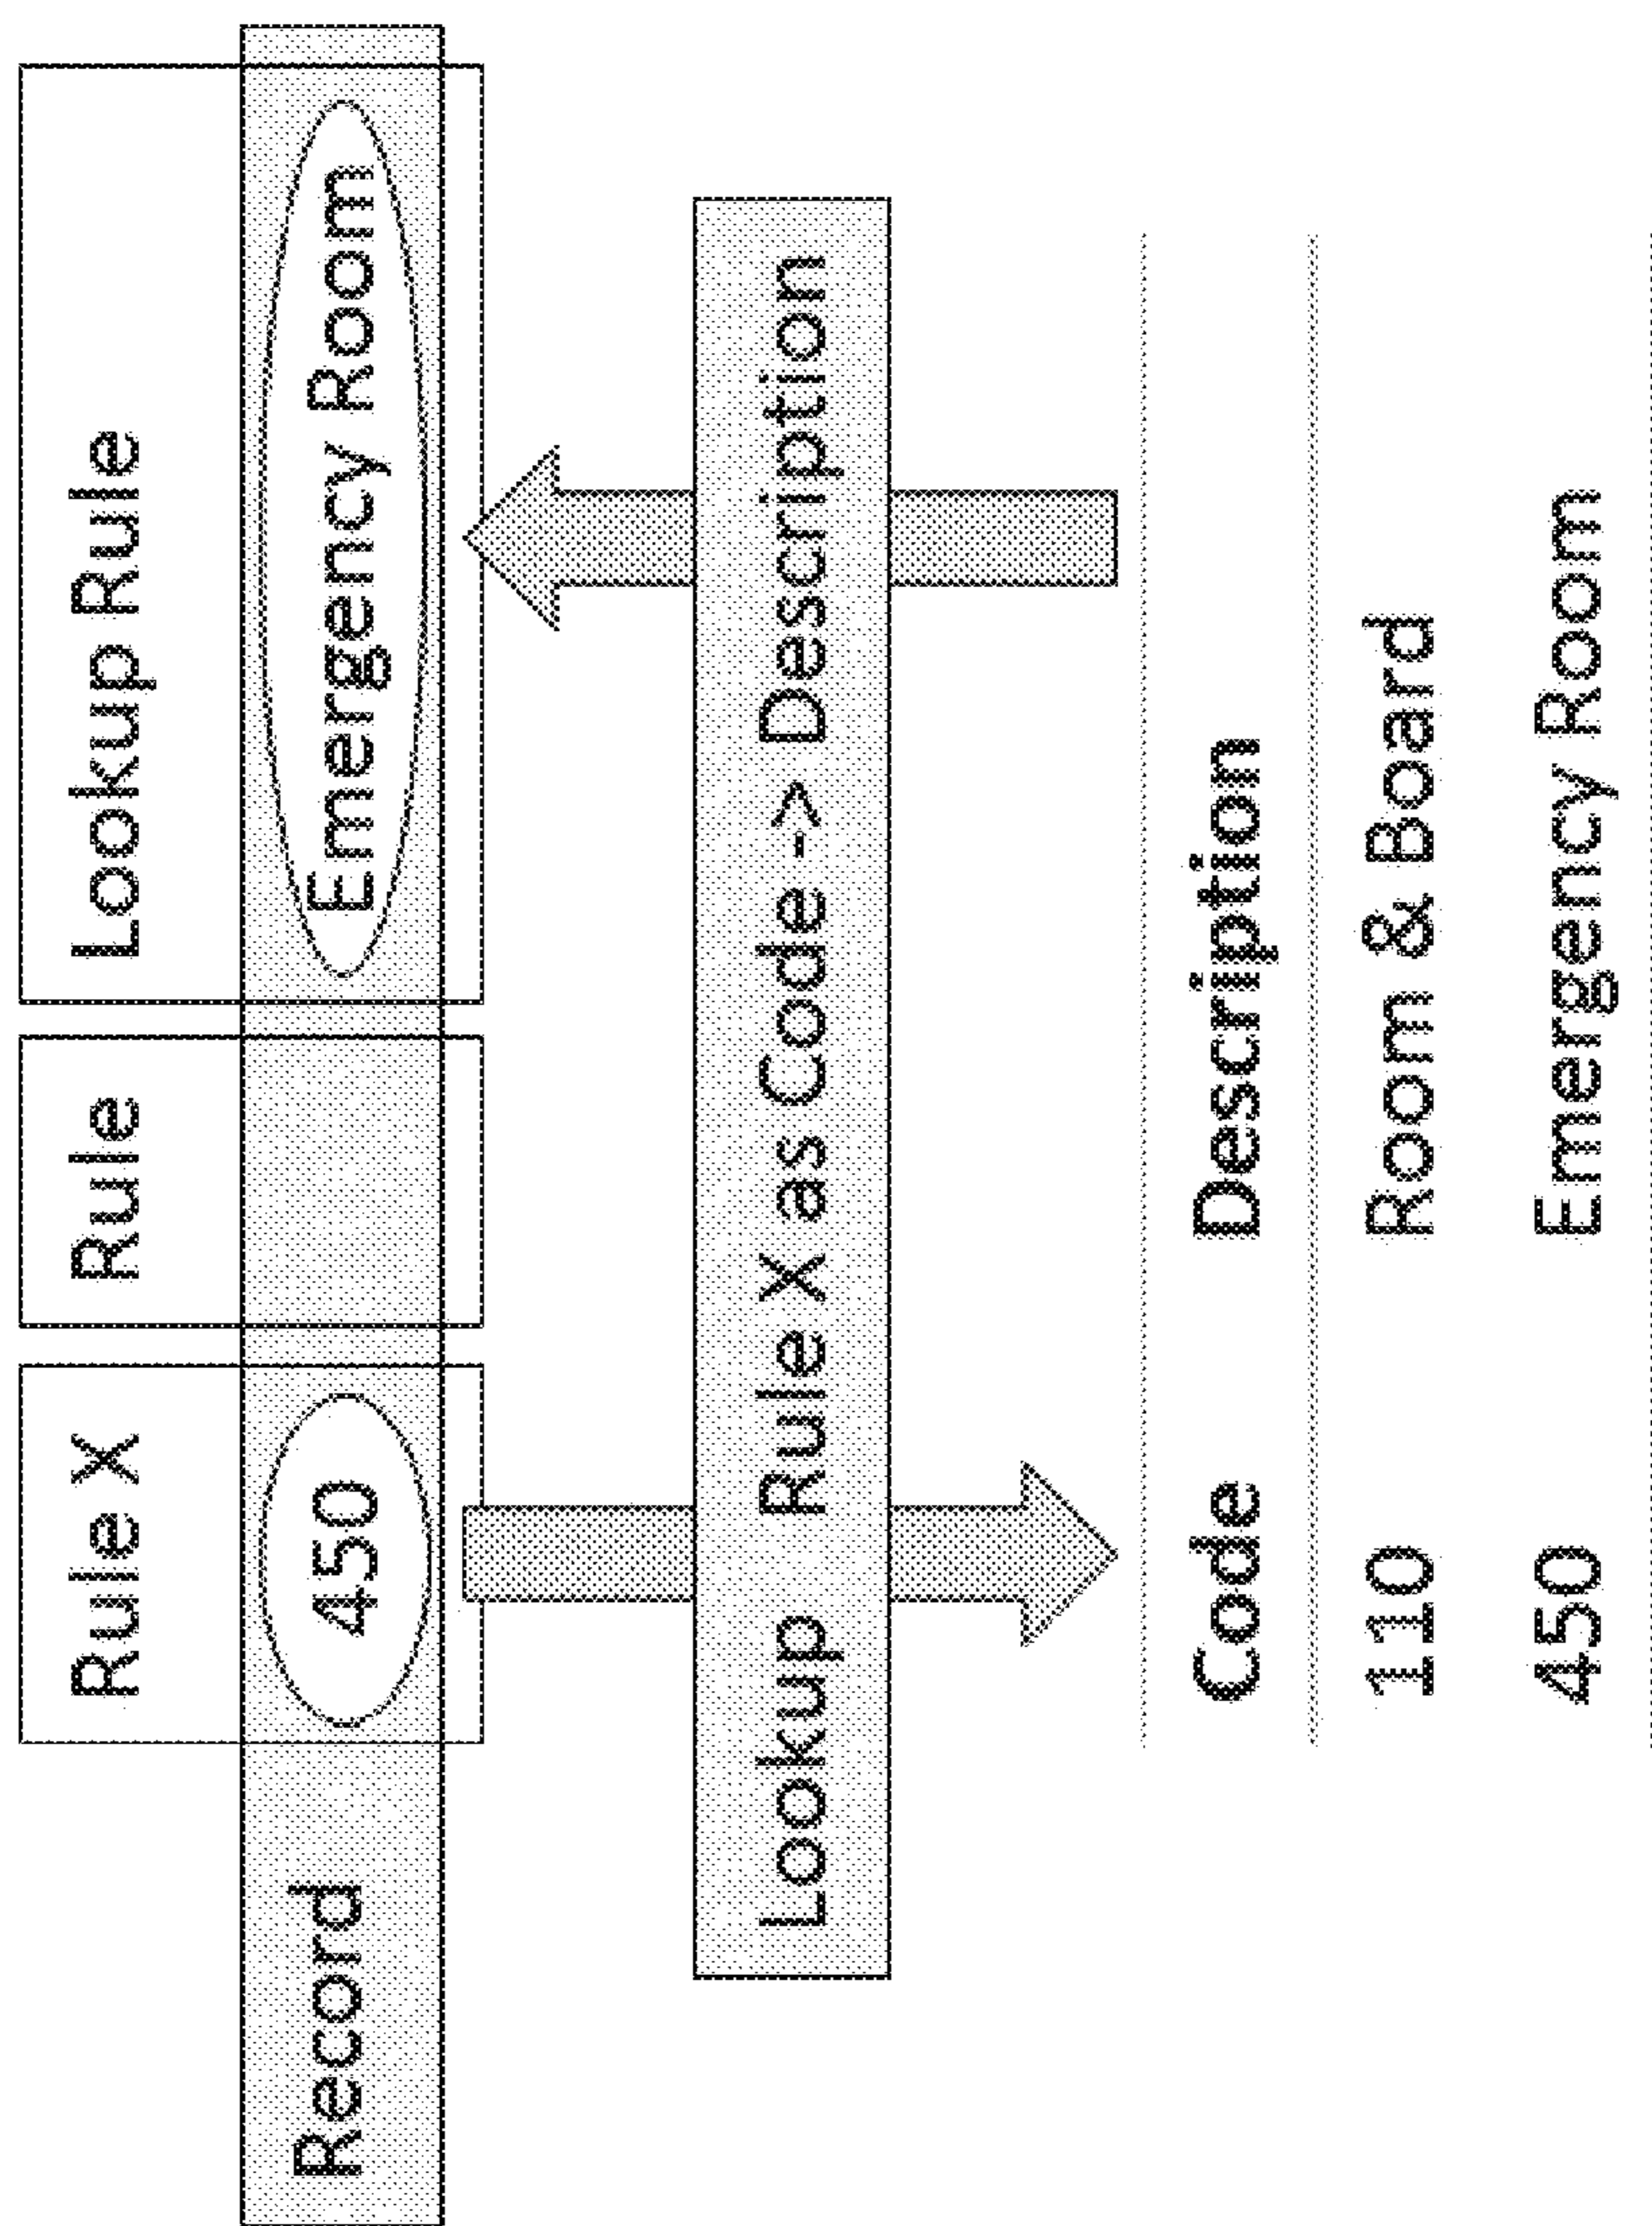 Rule X Rule Lookup Rule
Record 450 Emergency Room
Lookup Rule X as Code -> Description
Code Description
110 Room & Board
450 Emergency Room